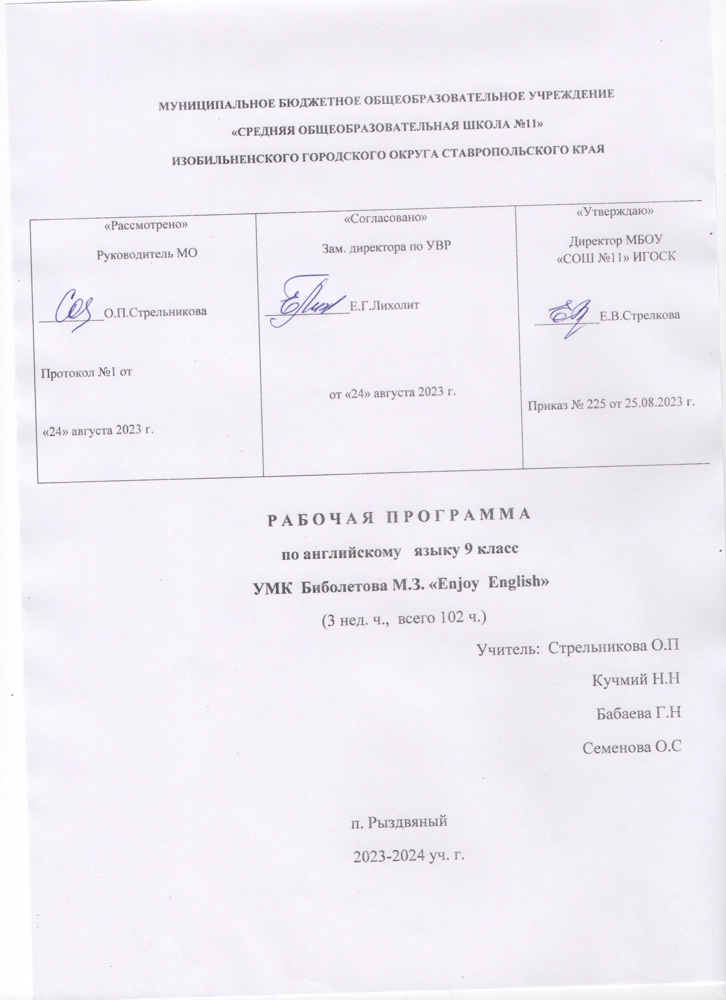 МУНИЦИПАЛЬНОЕ БЮДЖЕТНОЕ ОБЩЕОБРАЗОВАТЕЛЬНОЕ УЧРЕЖДЕНИЕ
«СРЕДНЯЯ ОБЩЕОБРАЗОВАТЕЛЬНАЯ ШКОЛА №11»
ИЗОБИЛЬНЕНСКОГО ГОРОДСКОГО ОКРУГА СТАВРОПОЛЬСКОГО КРАЯ
«Рассмотрено»
Руководитель МО
__________О.П.Стрельникова
Протокол №1 от
«24» августа 2023 г.
«Согласовано»
Зам. директора по УВР
_____________Е.Г.Лихолит
от «24» августа 2023 г.
«Утверждаю»
Директор МБОУ
«СОШ №11» ИГОСК
__________Е.В.Стрелкова
Приказ № 225 от 25.08.2023 г.
Р А Б О Ч А Я П Р О Г Р А М М А
по английскому языку 9 класс
УМК Биболетова М.З. «Enjoy English»
(3 нед. ч., всего 102 ч.)
Учитель: Стрельникова О.П
Кучмий Н.Н
Бабаева Г.Н
Семенова О.С
п. Рыздвяный
2023-2024 уч. г.